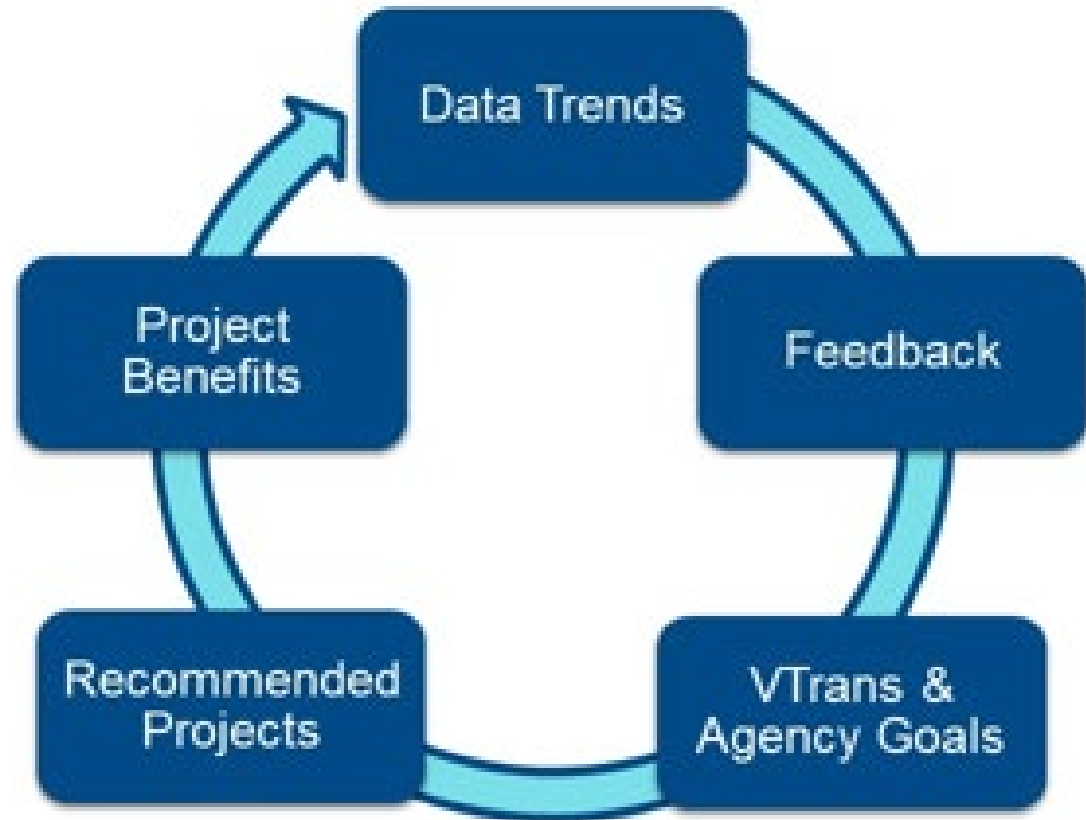 Data Trends
Feedback
VTrans &
Agency Goals
Recommended
Projects
Project
Benefits